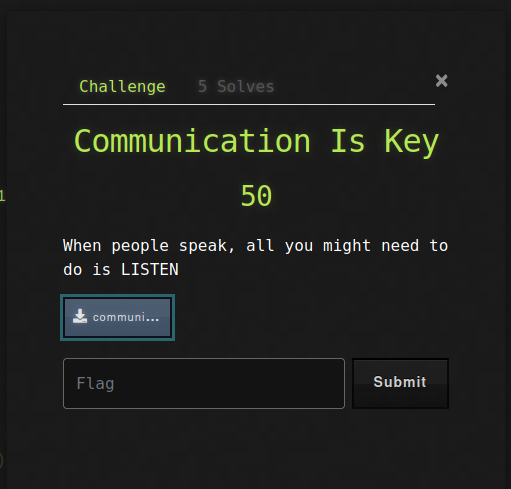 Challenge 5 Solves ×
Communication Is Key
50
1
When people speak, all you might need to
do is LISTEN
communi...
Flag Submit
)